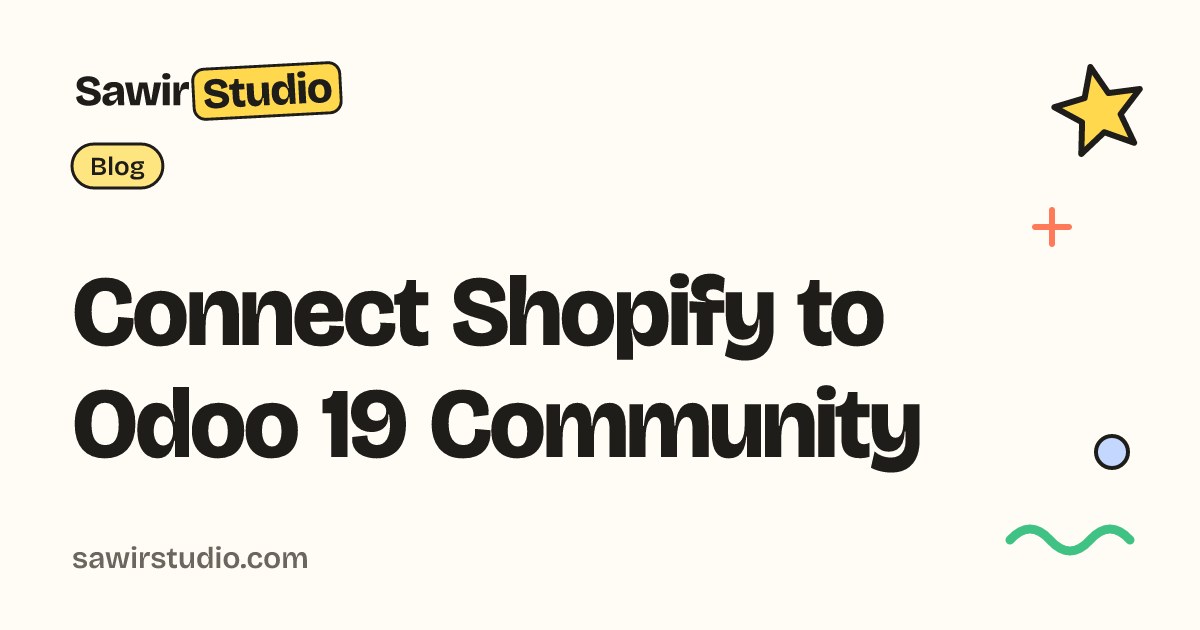 Sawir Studio
Blog
Connect Shopify to
Odoo 19 Community
sawirstudio.com